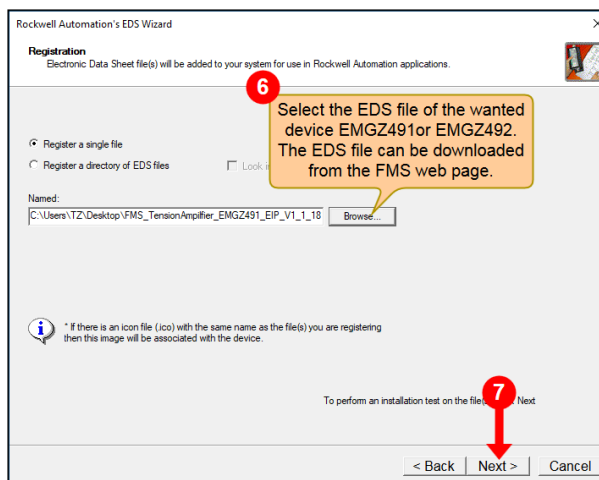 Rockwell Automation's EDS Wizard
Registration
Electronic Data Sheet file(s) will be added to your system for use in Rockwell Automation applications.
6
Select the EDS file of the wanted
device EMGZ491or EMGZ492.
The EDS file can be downloaded
from the FMS web page.
Register a single file
Register a directory of EDS files
Look
Named:
C:\Users\TZ\Desktop\FMS_TensionAmplfier_EMGZ491_EIP_V1_1_18
Browse...
* If there is an icon file (.ico) with the same name as the file(s) you are registering
then this image will be associated with the device.
7
To perform an installation test on the file Next
< Back
Next >
Cancel